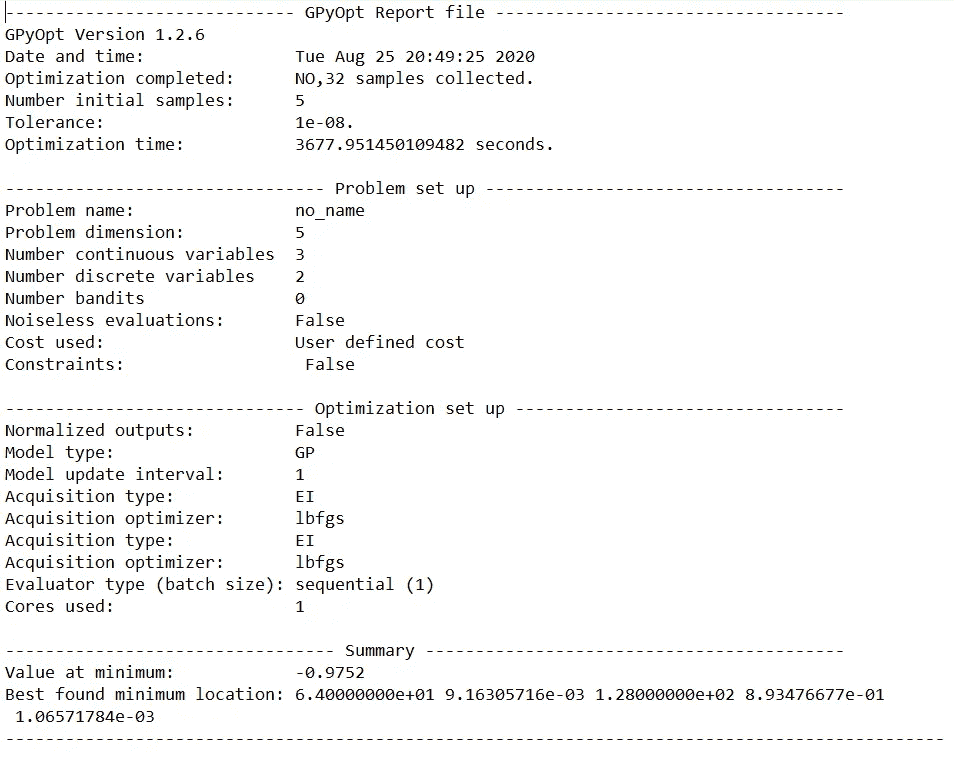 ----------------------------- GPyOpt Report file -----------------------------------
GPyOpt Version 1.2.6
Date and time:               Tue Aug 25 20:49:25 2020
Optimization completed:      NO,32 samples collected.
Number initial samples:      5
Tolerance:                   1e-08.
Optimization time:           3677.951450109482 seconds.

-------------------------------- Problem set up ------------------------------------
Problem name:                no_name
Problem dimension:           5
Number continuous variables  3
Number discrete variables    2
Number bandits               0
Noiseless evaluations:       False
Cost used:                   User defined cost
Constraints:                  False

------------------------------ Optimization set up ---------------------------------
Normalized outputs:          False
Model type:                  GP
Model update interval:       1
Acquisition type:            EI
Acquisition optimizer:       lbfgs
Acquisition type:            EI
Acquisition optimizer:       lbfgs
Evaluator type (batch size): sequential (1)
Cores used:                  1

--------------------------------- Summary ------------------------------------------
Value at minimum:            -0.9752
Best found minimum location: 6.40000000e+01 9.16305716e-03 1.28000000e+02 8.93476677e-01
 1.06571784e-03
----------------------------------------------------------------------------------------------